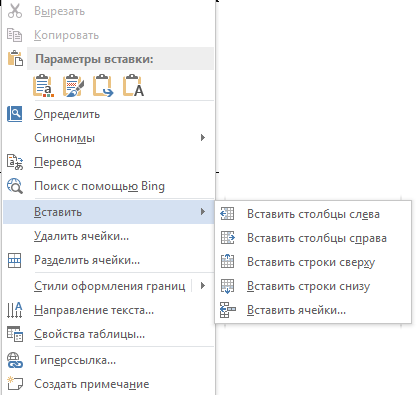 Вырезать
Копировать
Параметры вставки:
Определить
Синонимы
Перевод
Поиск с помощью Bing
Вставить
Удалить ячейки...
Разделить ячейки...
Стили оформления границ
Направление текста...
Свойства таблицы...
Гиперссылка...
Создать примечание
Вставить столбцы слева
Вставить столбцы справа
Вставить строки сверху
Вставить строки снизу
Вставить ячейки...